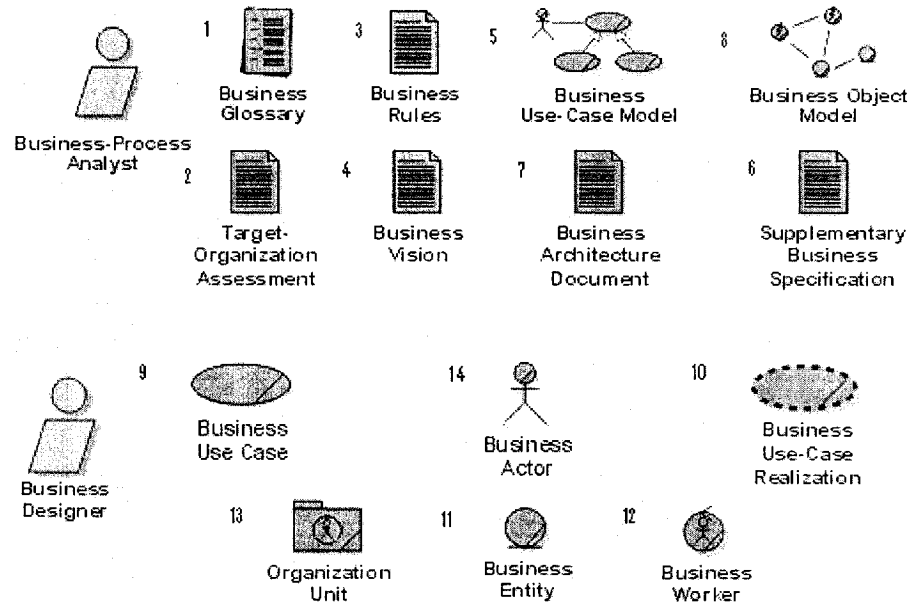 1
3
5
8
Business
Glossary
Business
Rules
Business
Use-Case Model
Business Object
Model
Business-Process
Analyst
2
4
7
6
Target-
Organization
Assessment
Business
Vision
Business
Architecture
Document
Supplementary
Business
Specification
9
14
10
Business
Use Case
Business
Actor
Business
Use-Case
Realization
Business
Designer
13
11
12
Organization
Unit
Business
Entity
Business
Worker